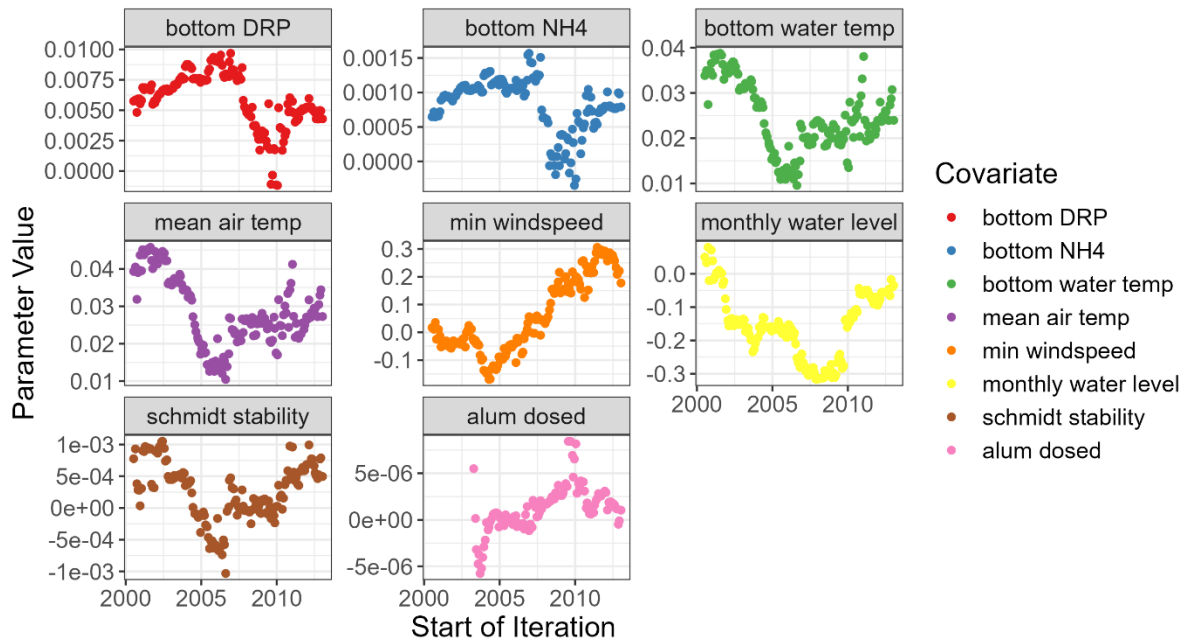 bottom DRP
bottom NH4
bottom water temp
0.0100
0.0075
0.0050
0.0025
0.0000
0.0015
0.0010
0.0005
0.0000
0.04
0.03
0.02
0.01
mean air temp
min windspeed
monthly water level
0.04
0.03
0.02
0.01
0.3
0.2
0.1
0.0
-0.1
0.0
-0.1
-0.2
-0.3
2000 2005 2010
schmidt stability
alum dosed
1e-03
5e-04
0e+00
-5e-04
-1e-03
5e-06
0e+00
-5e-06
2000 2005 2010
2000 2005 2010
Parameter Value
Start of Iteration
Covariate
bottom DRP
bottom NH4
bottom water temp
mean air temp
min windspeed
monthly water level
schmidt stability
alum dosed